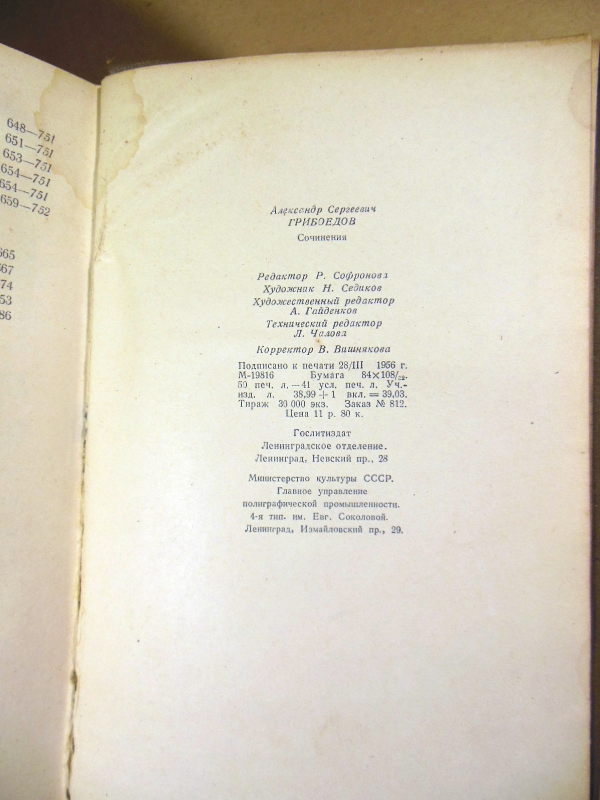 648—751
651—751
653—751
654—751
654—751
659—752
665
667
74
53
86
Александр Сергеевич
ГРИБОЕДОВ
Сочинения
Редактор Р. Софронова
Художник Н. Седиков
Художественный редактор
А. Гайденков
Технический редактор
Л. Чалова
Корректор В. Вишнякова
Подписано к печати 28/III 1956 г.
М-19816 Бумага 84×108/32-
50 печ. л.—41 усл. печ. л. Уч.-
изд. л. 38,99+1 вкл.=39,03.
Тираж 30 000 экз. Заказ № 812.
Цена 11 р. 80 к.
Гослитиздат
Ленинградское отделение.
Ленинград, Невский пр., 28
Министерство культуры СССР.
Главное управление
полиграфической промышленности.
4-я тип. им. Евг. Соколовой.
Ленинград, Измайловский пр., 29.